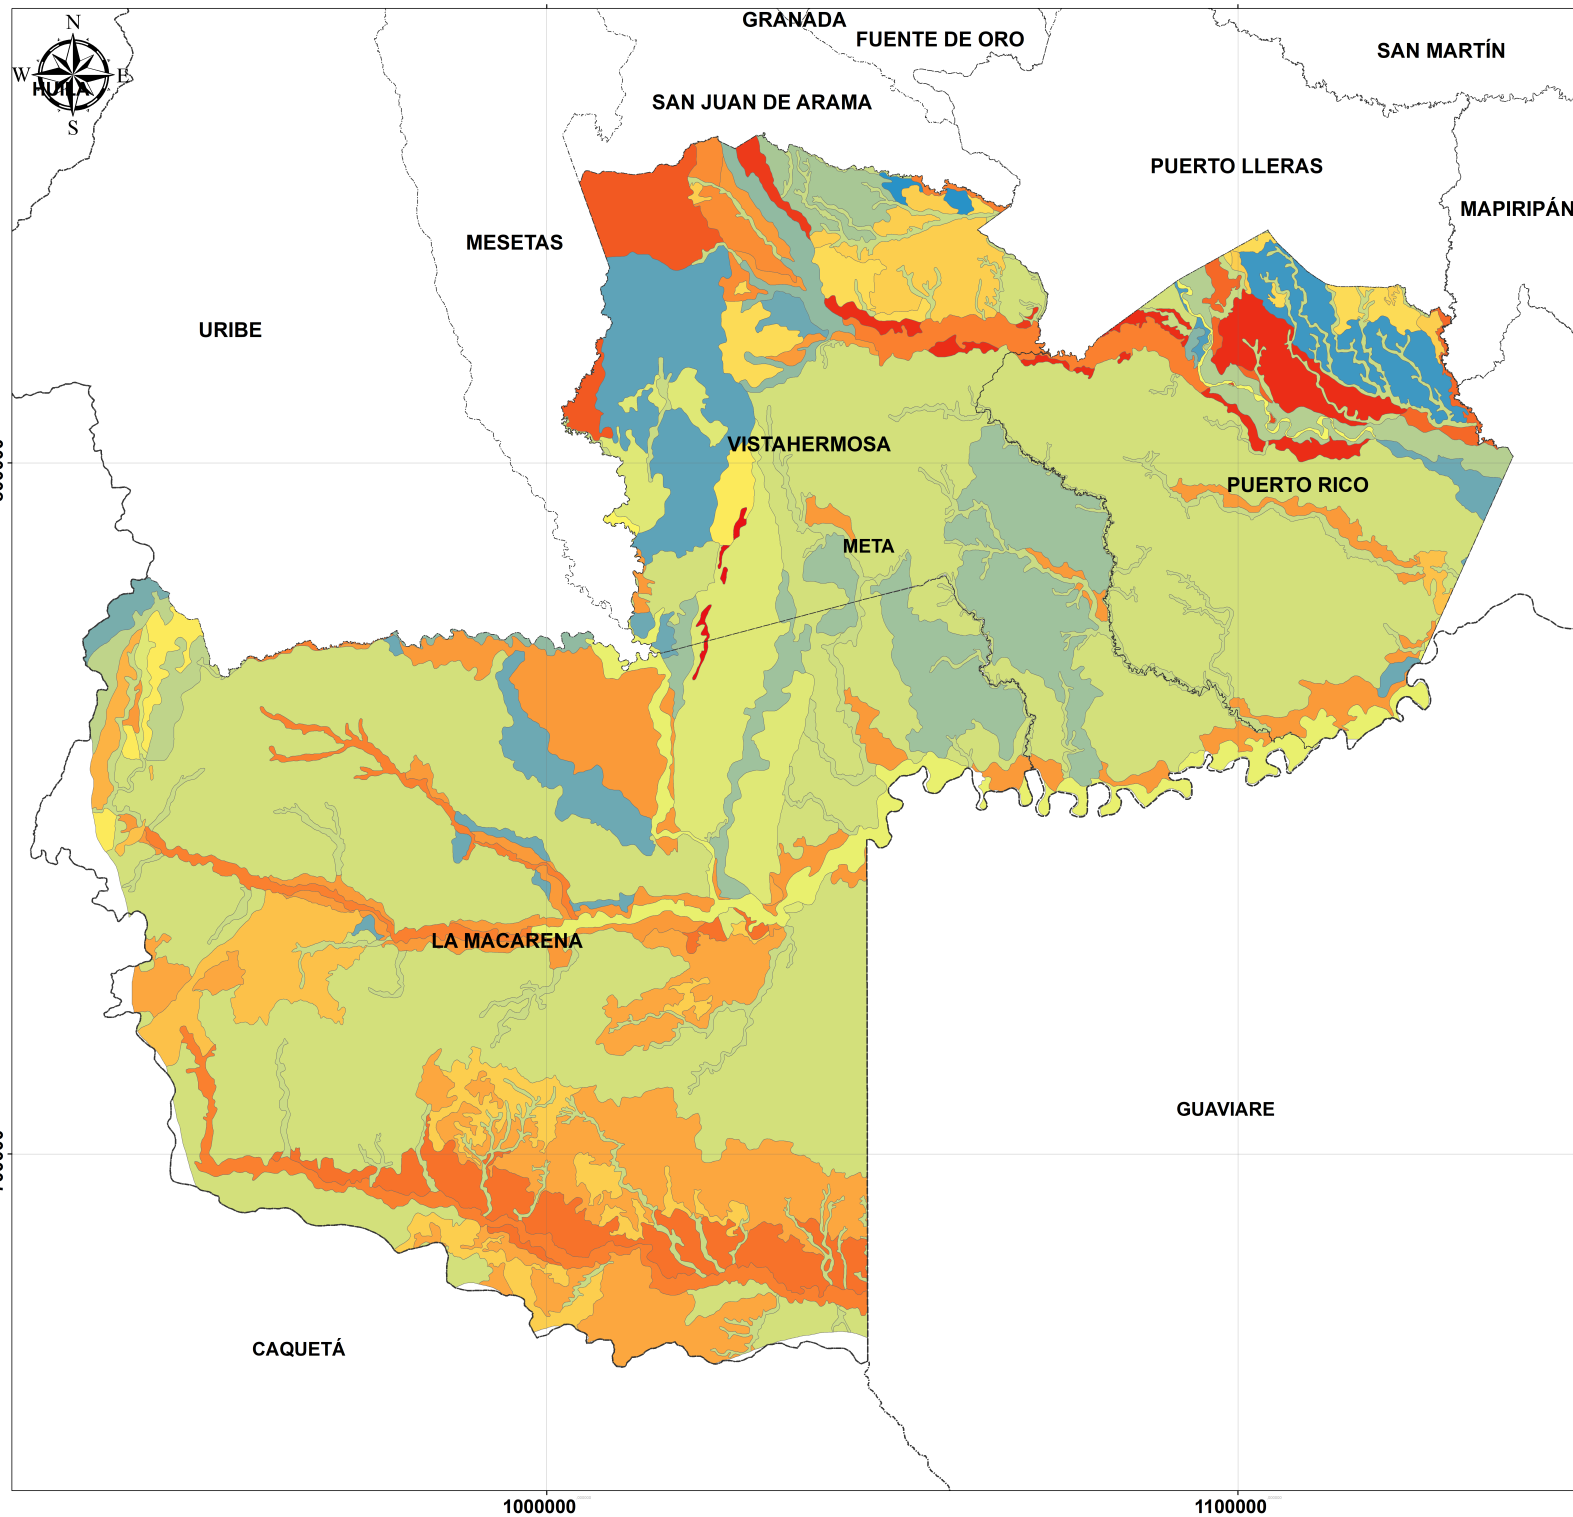 GRANADA
N
FUENTE DE ORO
SAN MARTÍN
W
E
HUILA
SAN JUAN DE ARAMA
S
PUERTO LLERAS
MAPIRIPÁN
MESETAS
URIBE
VISTAHERMOSA
PUERTO RICO
META
LA MACARENA
GUAVIARE
CAQUETÁ
1000000
1100000